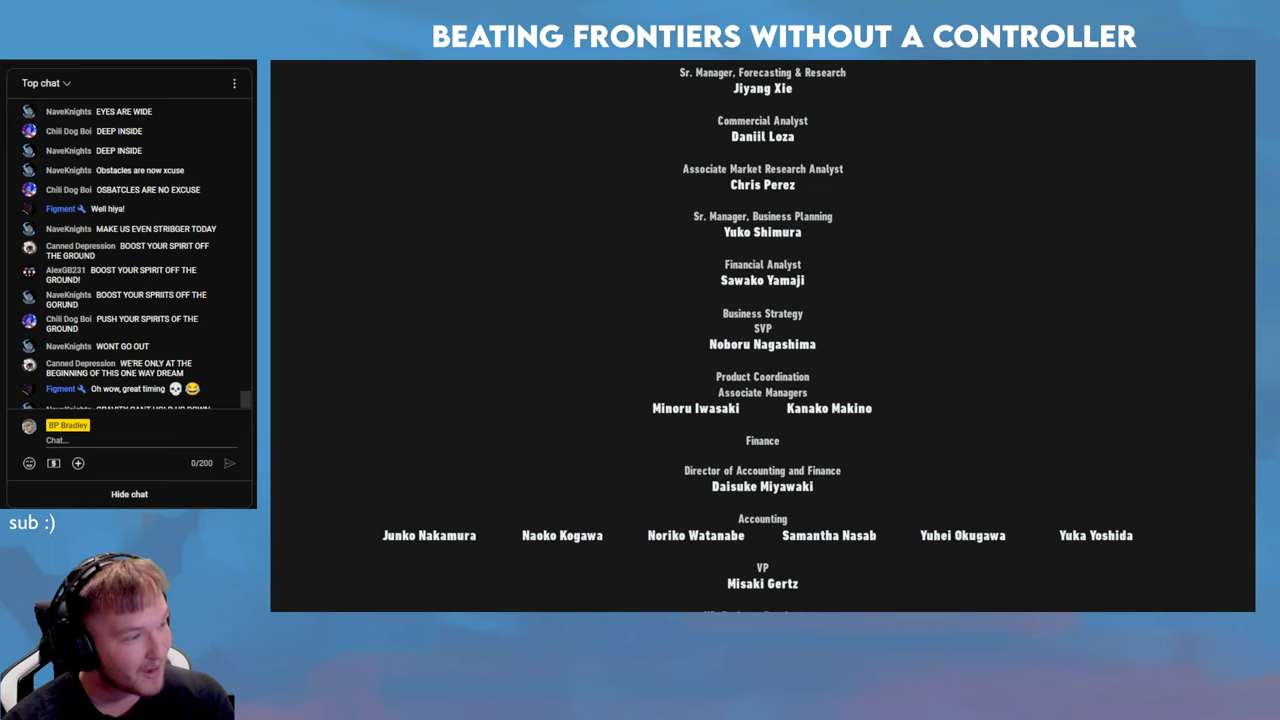 BEATING FRONTIERS WITHOUT A CONTROLLER
Top chat
NaveKnights EYES ARE WIDE
Chili Dog Boi DEEP INSIDE
NaveKnights DEEP INSIDE
NaveKnights Obstacles are now xcuse
Chili Dog Boi OSBATCLES ARE NO EXCUSE
Figment Well hiya!
NaveKnights MAKE US EVEN STRIBGER TODAY
Canned Depression BOOST YOUR SPIRIT OFF
THE GROUND
AlexGB231 BOOST YOUR SPIRIT OFF THE
GROUND!
NaveKnights BOOST YOUR SPRIITS OFF THE
GORUND
Chili Dog Boi PUSH YOUR SPIRITS OF THE
GROUND
NaveKnights WONT GO OUT
Canned Depression WE'RE ONLY AT THE
BEGINNING OF THIS ONE WAY DREAM
Figment Oh wow, great timing 💀😂
NaveKnights GRAVITY CANT HOLD US DOWN
BP Bradley
Chat...
0/200
Hide chat
sub :)
Sr. Manager, Forecasting & Research
Jiyang Xie
Commercial Analyst
Daniil Loza
Associate Market Research Analyst
Chris Perez
Sr. Manager, Business Planning
Yuko Shimura
Financial Analyst
Sawako Yamaji
Business Strategy
SVP
Noboru Nagashima
Product Coordination
Associate Managers
Minoru Iwasaki Kanako Makino
Finance
Director of Accounting and Finance
Daisuke Miyawaki
Accounting
Junko Nakamura Naoko Kogawa Noriko Watanabe Samantha Nasab Yuhei Okugawa Yuka Yoshida
VP
Misaki Gertz